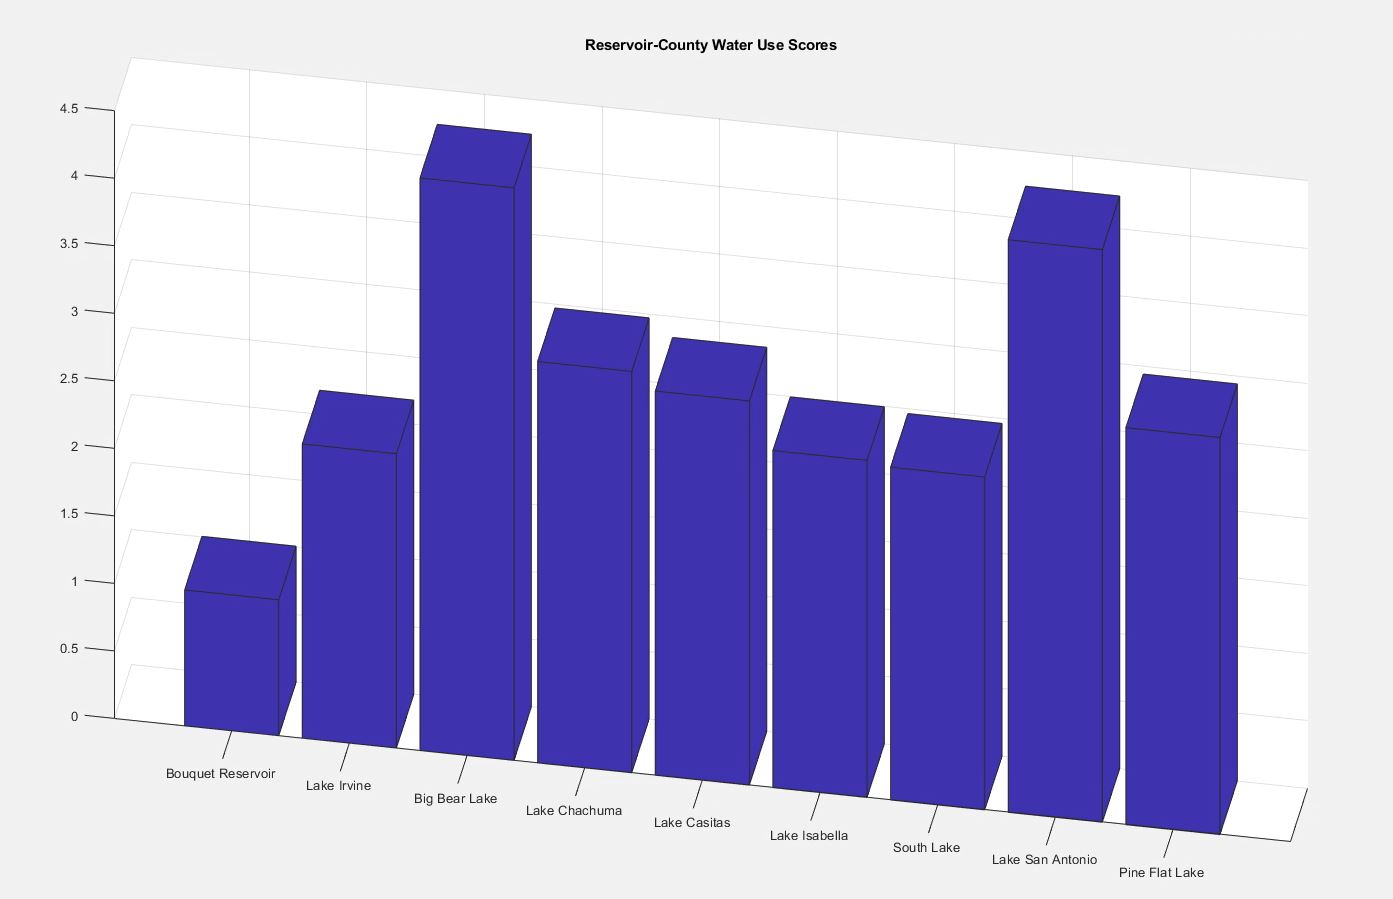 Reservoir-County Water Use Scores
4.5
4
3.5
3
2.5
2
1.5
1
0.5
0
Bouquet Reservoir
Lake Irvine
Big Bear Lake
Lake Chachuma
Lake Casitas
Lake Isabella
South Lake
Lake San Antonio
Pine Flat Lake